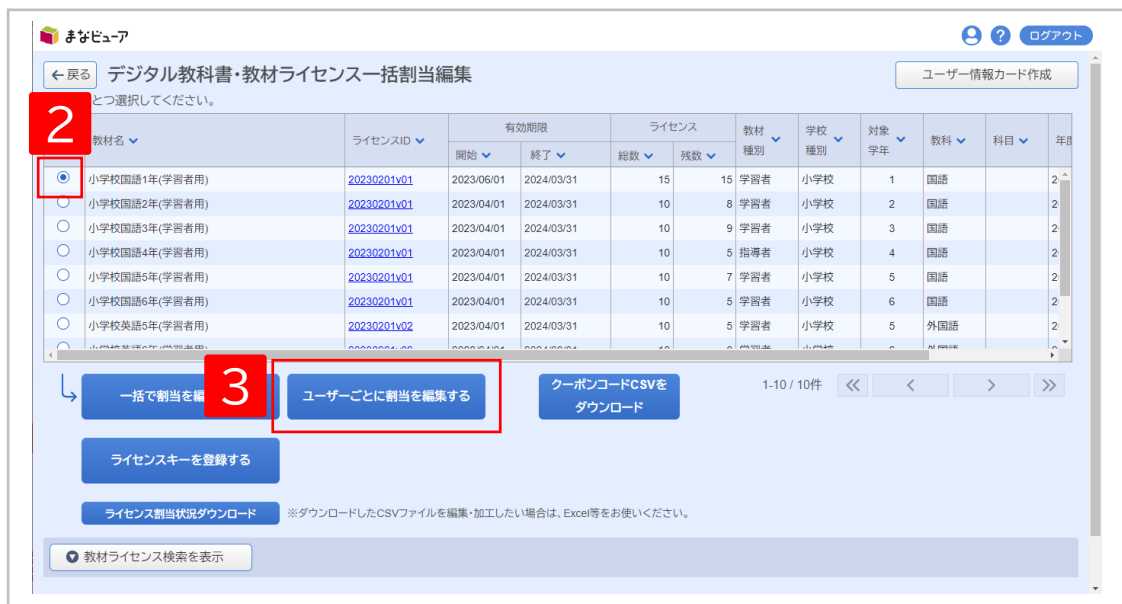 まなビューア ログアウト
←戻る デジタル教科書・教材ライセンス一括割当編集 ユーザー情報カード作成
とつ選択してください。
2
教材名 ライセンスID 有効期限 ライセンス 教材種別 学校種別 対象学年 教科 科目 年度
開始 終了 総数 残数
小学校国語1年(学習者用) 20230201v01 2023/06/01 2024/03/31 15 15 学習者 小学校 1 国語 2
小学校国語2年(学習者用) 20230201v01 2023/04/01 2024/03/31 10 8 学習者 小学校 2 国語 2
小学校国語3年(学習者用) 20230201v01 2023/04/01 2024/03/31 10 9 学習者 小学校 3 国語 2
小学校国語4年(学習者用) 20230201v01 2023/04/01 2024/03/31 10 5 指導者 小学校 4 国語 2
小学校国語5年(学習者用) 20230201v01 2023/04/01 2024/03/31 10 7 学習者 小学校 5 国語 2
小学校国語6年(学習者用) 20230201v01 2023/04/01 2024/03/31 10 5 学習者 小学校 6 国語 2
小学校英語5年(学習者用) 20230201v02 2023/04/01 2024/03/31 10 5 学習者 小学校 5 外国語 2
3
一括で割当を編 ユーザーごとに割当を編集する クーポンコードCSVを
ダウンロード
1-10 / 10件
ライセンスキーを登録する
ライセンス割当状況ダウンロード ※ダウンロードしたCSVファイルを編集・加工したい場合は、Excel等をお使いください。
教材ライセンス検索を表示